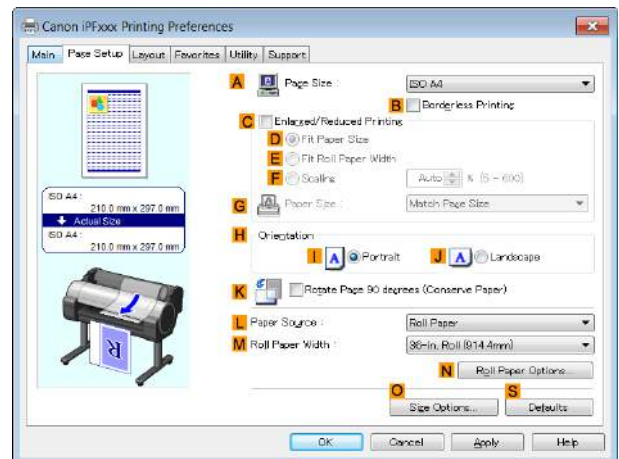 Canon iPFxxx Printing Preferences
Main Page Setup Layout Favorites Utility Support
A Page Size : ISO A4
B Borderless Printing
C Enlarged/Reduced Printing
D Fit Paper Size
E Fit Roll Paper Width
F Scaling Auto % (5 - 600)
ISO A4 :
210.0 mm x 297.0 mm
Actual Size
ISO A4 :
210.0 mm x 297.0 mm
G Paper Size : Match Page Size
H Orientation
I A Portrait J A Landscape
K Rotate Page 90 degrees (Conserve Paper)
L Paper Source : Roll Paper
M Roll Paper Width : 36-in. Roll (914.4mm)
N Roll Paper Options...
O S
Size Options... Defaults
OK Cancel Apply Help